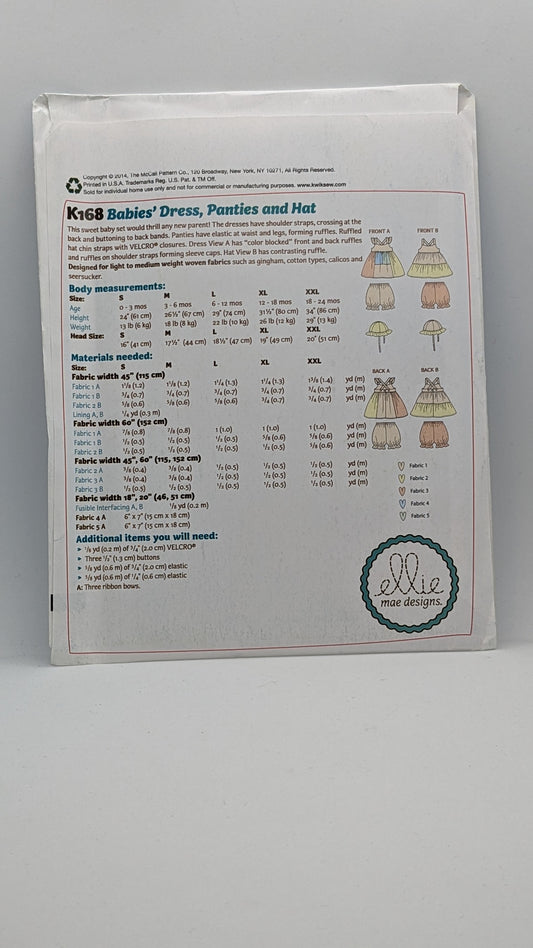 Copyright © 2014, The McCall Pattern Co., 120 Broadway, New York, NY 10271, All Rights Reserved.
Printed in U.S.A. Trademarks Reg. U.S. Pat. & TM Off.
Sold for individual home use only and not for commercial or manufacturing purposes. www.kwiksew.com
K168 Babies' Dress, Panties and Hat
This sweet baby set would thrill any new parent! The dresses have shoulder straps, crossing at the
back and buttoning to back bands. Panties have elastic at waist and legs, forming ruffles. Ruffled
hat chin straps with VELCRO® closures. Dress View A has "color blocked" front and back ruffles
and ruffles on shoulder straps forming sleeve caps. Hat View B has contrasting ruffle.
Designed for light to medium weight woven fabrics such as gingham, cotton types, calicos and
seersucker.
FRONT A FRONT B
Body measurements:
Size: S M L XL XXL
Age 0 - 3 mos 3 - 6 mos 6 - 12 mos 12 - 18 mos 18 - 24 mos
Height 24" (61 cm) 26½" (67 cm) 29" (74 cm) 31½" (80 cm) 34" (86 cm)
Weight 13 lb (6 kg) 18 lb (8 kg) 22 lb (10 kg) 26 lb (12 kg) 29" (13 kg)
Head Size: S M L XL XXL
16" (41 cm) 17½" (44 cm) 18½" (47 cm) 19" (49 cm) 20" (51 cm)
Materials needed:
Size: S M L XL XXL
Fabric width 45" (115 cm)
Fabric 1 A 1⅛ (1.2) 1⅛ (1.2) 1¼ (1.3) 1¼ (1.3) 1⅜ (1.4) yd (m)
Fabric 1 B ¾ (0.7) ¾ (0.7) ¾ (0.7) ¾ (0.7) ¾ (0.7) yd (m)
Fabric 2 B ⅝ (0.6) ⅝ (0.6) ⅝ (0.6) ¾ (0.7) ¾ (0.7) yd (m)
Lining A, B ¼ yd (0.3 m)
Fabric width 60" (152 cm)
Fabric 1 A ⅞ (0.8) ⅞ (0.8) 1 (1.0) 1 (1.0) 1 (1.0) yd (m)
Fabric 1 B ½ (0.5) ½ (0.5) ½ (0.5) ⅝ (0.6) ⅝ (0.6) yd (m)
Fabric 2 B ½ (0.5) ½ (0.5) ½ (0.5) ½ (0.5) ⅝ (0.6) yd (m)
Fabric width 45", 60" (115, 152 cm)
Fabric 2 A ⅜ (0.4) ⅜ (0.4) ½ (0.5) ½ (0.5) ½ (0.5) yd (m)
Fabric 3 A ⅜ (0.4) ⅜ (0.4) ½ (0.5) ½ (0.5) ½ (0.5) yd (m)
Fabric 3 B ½ (0.5) ½ (0.5) ½ (0.5) ½ (0.5) ½ (0.5) yd (m)
Fabric width 18", 20" (46, 51 cm)
Fusible Interfacing A, B ⅛ yd (0.2 m)
Fabric 4 A 6" x 7" (15 cm x 18 cm)
Fabric 5 A 6" x 7" (15 cm x 18 cm)
BACK A BACK B
Fabric 1
Fabric 2
Fabric 3
Fabric 4
Fabric 5
Additional items you will need:
▸ ⅛ yd (0.2 m) of ¾" (2.0 cm) VELCRO®
▸ Three ½" (1.3 cm) buttons
▸ ⅝ yd (0.6 m) of ¾" (2.0 cm) elastic
▸ ⅝ yd (0.6 m) of ¼" (0.6 cm) elastic
A: Three ribbon bows.
ellie
mae designs.